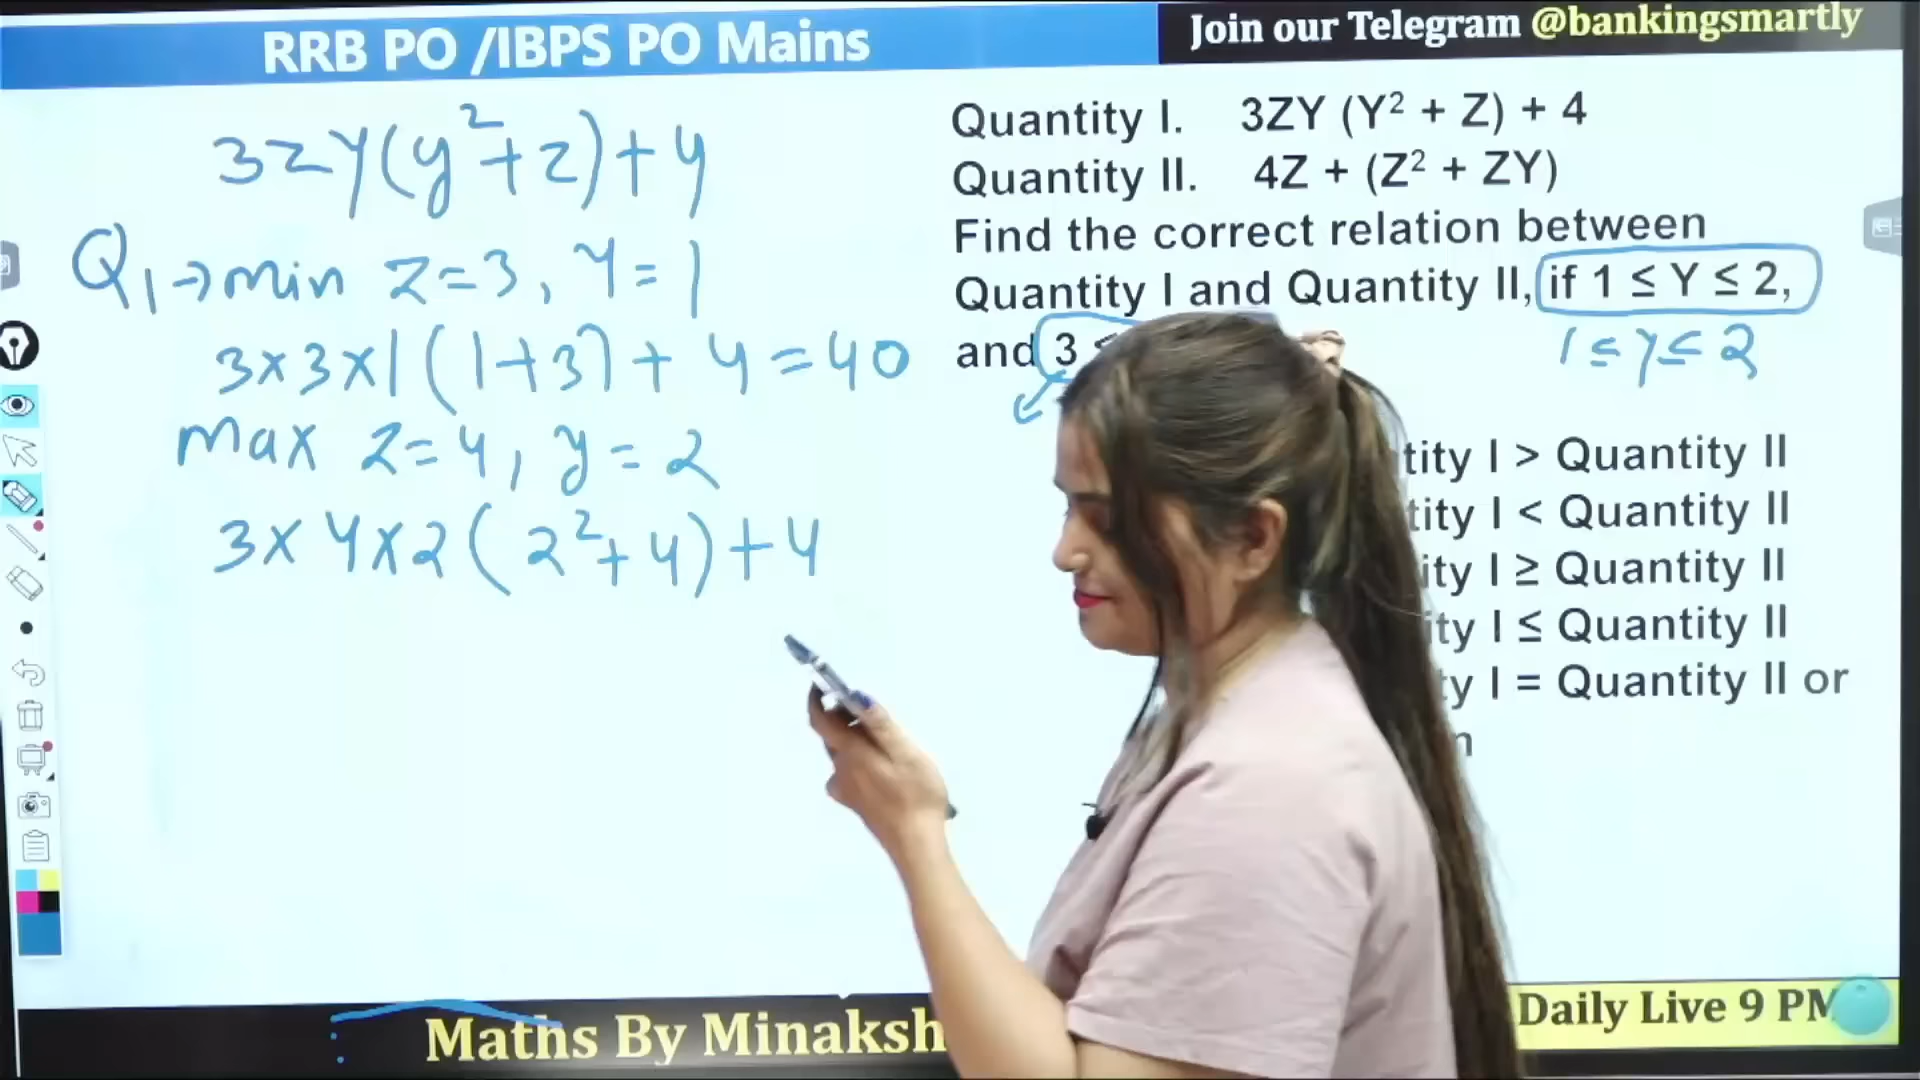 RRB PO /IBPS PO Mains
Join our Telegram @bankingsmartly
3ZY(y²+z)+4
Q₁→min z=3, Y=1
3×3×1(1+3)+4=40
max z=4, y=2
3×4×2(2²+4)+4
Quantity I. 3ZY (Y² + Z) + 4
Quantity II. 4Z + (Z² + ZY)
Find the correct relation between
Quantity I and Quantity II, if 1 ≤ Y ≤ 2,
and 3 ≤
1≤y≤2
tity I > Quantity II
tity I < Quantity II
ity I ≥ Quantity II
ity I ≤ Quantity II
ty I = Quantity II or
n
Maths By Minaksh
Daily Live 9 PM